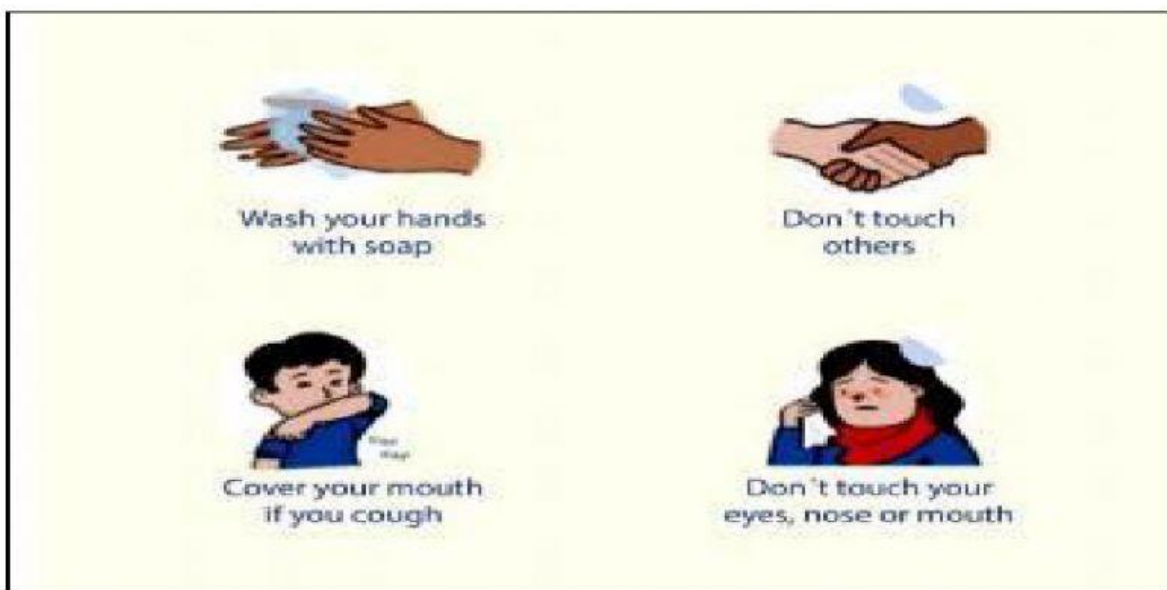 Wash your hands
with soap
Don't touch
others
Cover your mouth
if you cough
Don't touch your
eyes, nose or mouth